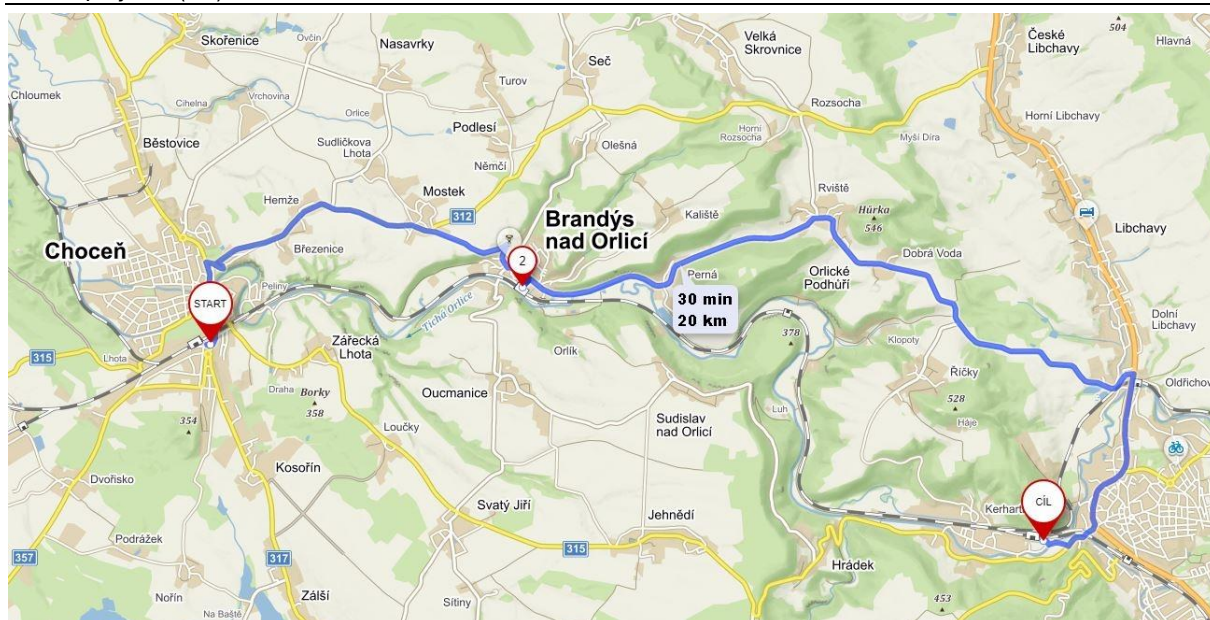 Skořenice
Ovčín
Nasavrky
Velká
Skrovnice
České
Libchavy
504
Hlavná
Seč
Chloumek
Cihelna
Vrchovina
Turov
Orlice
Rozsocha
Horní Libchavy
Běstovice
Sudličkova
Lhota
Podlesí
Olešná
Horní
Rozsocha
Myší Díra
Němčí
Hemže
Mostek
312
Rviště
Hůrka
546
Kaliště
Brandýs
nad Orlicí
Libchavy
Choceň
Březenice
2
Dobrá Voda
Perná
Orlické
Podhůří
Peliny
START
Tichá Orlice
30 min
20 km
Dolní
Libchavy
378
Klopoty
Zářecká
Lhota
315
Lhota
Orlík
Říčky
Oldřichov
Draha
Borky
358
Oucmanice
528
Luh
Háje
354
Loučky
Sudislav
nad Orlicí
Kosořín
Dvořisko
Svatý Jiří
CÍL
Jehnědí
315
357
Podrážek
317
Hrádek
Nořín
Zálší
Sítiny
453
Na Baště